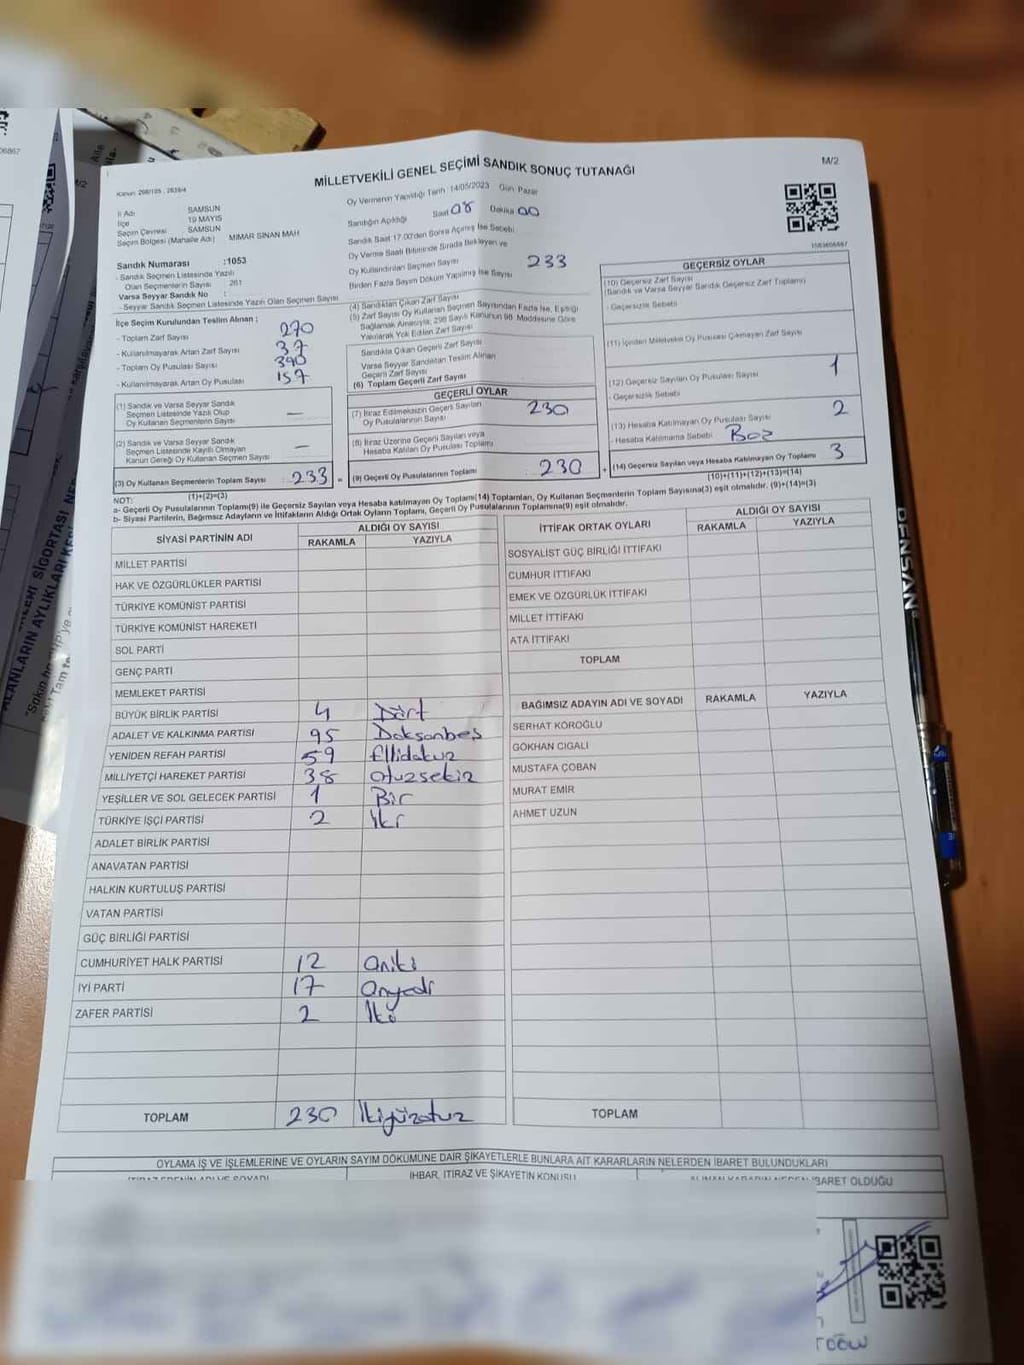 MİLLETVEKİLİ GENEL SEÇİMİ SANDIK SONUÇ TUTANAĞI
M/2
İl Adı SAMSUN
İlçe 19 MAYIS
Seçim Çevresi SAMSUN
Seçim Bölgesi (Mahalle Adı) MİMAR SİNAN MAH.
Sandık Numarası :1053
- Sandık Seçmen Listesinde Yazılı
Olan Seçmenlerin Sayısı : 261
Varsa Seyyar Sandık No :
- Seyyar Sandık Seçmen Listesinde Yazılı Olan Seçmen Sayısı
Oy Vermenin Yapıldığı Tarih 14/05/2023 Gün Pazar
Sandığın Açıldığı Saat 08 Dakika 00
Sandık Saat 17.00'den Sonra Açılmış İse Sebebi
Oy Verme Saati Bitiminde Sırada Bekleyen ve
Oy Kullandırılan Seçmen Sayısı 233
Birden Fazla Sayım Döküm Yapılmış İse Sayısı
İlçe Seçim Kurulundan Teslim Alınan :
- Toplam Zarf Sayısı 270
- Kullanılmayarak Artan Zarf Sayısı 37
- Toplam Oy Pusulası Sayısı 390
- Kullanılmayarak Artan Oy Pusulası 157
(1) Sandık ve Varsa Seyyar Sandık
Seçmen Listesinde Yazılı Olup
Oy Kullanan Seçmenlerin Sayısı —
(2) Sandık ve Varsa Seyyar Sandık
Seçmen Listesinde Kayıtlı Olmayan
Kanun Gereği Oy Kullanan Seçmen Sayısı —
(3) Oy Kullanan Seçmenlerin Toplam Sayısı 233
(1)+(2)=(3)
(4) Sandıktan Çıkan Zarf Sayısı
(5) Zarf Sayısı Oy Kullanan Seçmen Sayısından Fazla İse, Eşitliği
Sağlamak Amacıyla, 298 Sayılı Kanunun 98. Maddesine Göre
Yakılarak Yok Edilen Zarf Sayısı
Sandıkta Çıkan Geçerli Zarf Sayısı
Varsa Seyyar Sandıktan Teslim Alınan
Geçerli Zarf Sayısı
(6) Toplam Geçerli Zarf Sayısı
GEÇERLİ OYLAR
(7) İtiraz Edilmeksizin Geçerli Sayılan
Oy Pusulalarının Sayısı 230
(8) İtiraz Üzerine Geçerli Sayılan veya
Hesaba Katılan Oy Pusulası Toplamı
= (9) Geçerli Oy Pusulalarının Toplamı 230 +
GEÇERSİZ OYLAR
(10) Geçersiz Zarf Sayısı
(Sandık ve Varsa Seyyar Sandık Geçersiz Zarf Toplamı)
- Geçersizlik Sebebi
(11) İçinden Milletvekili Oy Pusulası Çıkmayan Zarf Sayısı
(12) Geçersiz Sayılan Oy Pusulası Sayısı 1
- Geçersizlik Sebebi
(13) Hesaba Katılmayan Oy Pusulası Sayısı 2
- Hesaba Katılmama Sebebi
(14) Geçersiz Sayılan veya Hesaba Katılmayan Oy Toplamı 3
(10)+(11)+(12)+(13)=(14)
NOT:
a- Geçerli Oy Pusulalarının Toplamı(9) ile Geçersiz Sayılan veya Hesaba katılmayan Oy Toplamı(14) Toplamları, Oy Kullanan Seçmenlerin Toplam Sayısına(3) eşit olmalıdır. (9)+(14)=(3)
b- Siyasi Partilerin, Bağımsız Adayların ve İttifakların Aldığı Ortak Oyların Toplamı, Geçerli Oy Pusulalarının Toplamına(9) eşit olmalıdır.
SİYASİ PARTİNİN ADI ALDIĞI OY SAYISI
RAKAMLA YAZIYLA
MİLLET PARTİSİ
HAK VE ÖZGÜRLÜKLER PARTİSİ
TÜRKİYE KOMÜNİST PARTİSİ
TÜRKİYE KOMÜNİST HAREKETİ
SOL PARTİ
GENÇ PARTİ
MEMLEKET PARTİSİ
BÜYÜK BİRLİK PARTİSİ 4 Dört
ADALET VE KALKINMA PARTİSİ 95 Doksanbeş
YENİDEN REFAH PARTİSİ 59 Ellidokuz
MİLLİYETÇİ HAREKET PARTİSİ 38 otuzsekiz
YEŞİLLER VE SOL GELECEK PARTİSİ 1 Bir
TÜRKİYE İŞÇİ PARTİSİ 2 iki
ADALET BİRLİK PARTİSİ
ANAVATAN PARTİSİ
HALKIN KURTULUŞ PARTİSİ
VATAN PARTİSİ
GÜÇ BİRLİĞİ PARTİSİ
CUMHURİYET HALK PARTİSİ 12 oniki
İYİ PARTİ 17 onyedi
ZAFER PARTİSİ 2 İki
TOPLAM 230 İkiyüzotuz
İTTİFAK ORTAK OYLARI ALDIĞI OY SAYISI
RAKAMLA YAZIYLA
SOSYALİST GÜÇ BİRLİĞİ İTTİFAKI
CUMHUR İTTİFAKI
EMEK VE ÖZGÜRLÜK İTTİFAKI
MİLLET İTTİFAKI
ATA İTTİFAKI
TOPLAM
BAĞIMSIZ ADAYIN ADI VE SOYADI RAKAMLA YAZIYLA
SERHAT KÖROĞLU
GÖKHAN ÇIĞALI
MUSTAFA ÇOBAN
MURAT EMİR
AHMET UZUN
TOPLAM
OYLAMA İŞ VE İŞLEMLERİNE VE OYLARIN SAYIM DÖKÜMÜNE DAİR ŞİKAYETLERLE BUNLARA AİT KARARLARIN NELERDEN İBARET BULUNDUKLARI
İHBAR, İTİRAZ VE ŞİKAYETİN KONUSU
İBARET OLDUĞU
PENSAN